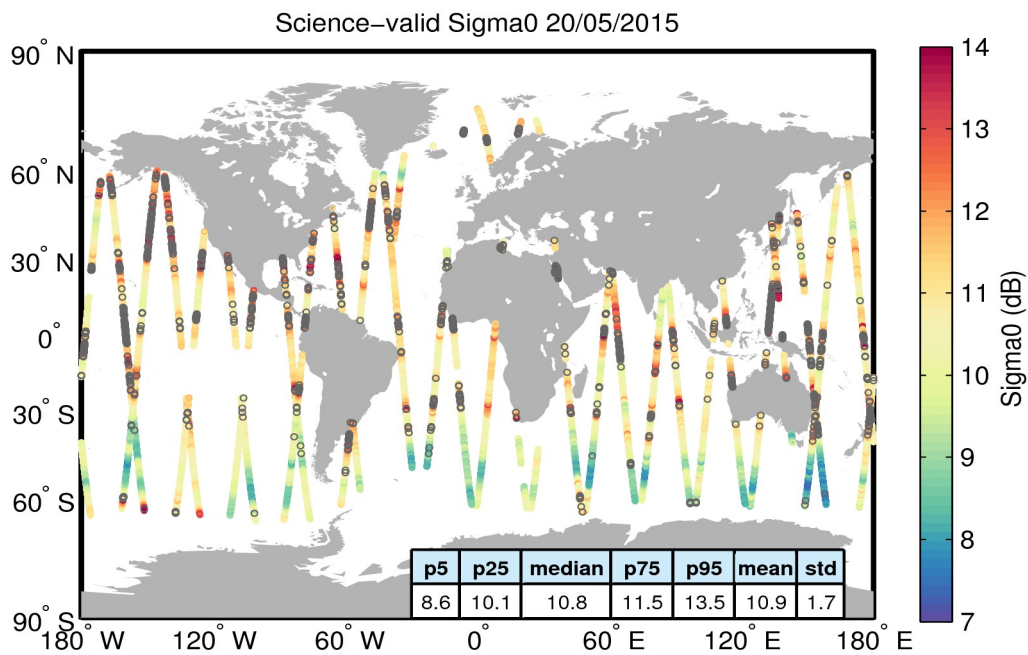 Science−valid Sigma0 20/05/2015
90° N
60° N
30° N
0°
30° S
60° S
90° S
180° W
120° W
60° W
0°
60° E
120° E
180° E
p5 p25 median p75 p95 mean std
8.6 10.1 10.8 11.5 13.5 10.9 1.7
14
13
12
11
10
9
8
7
Sigma0 (dB)